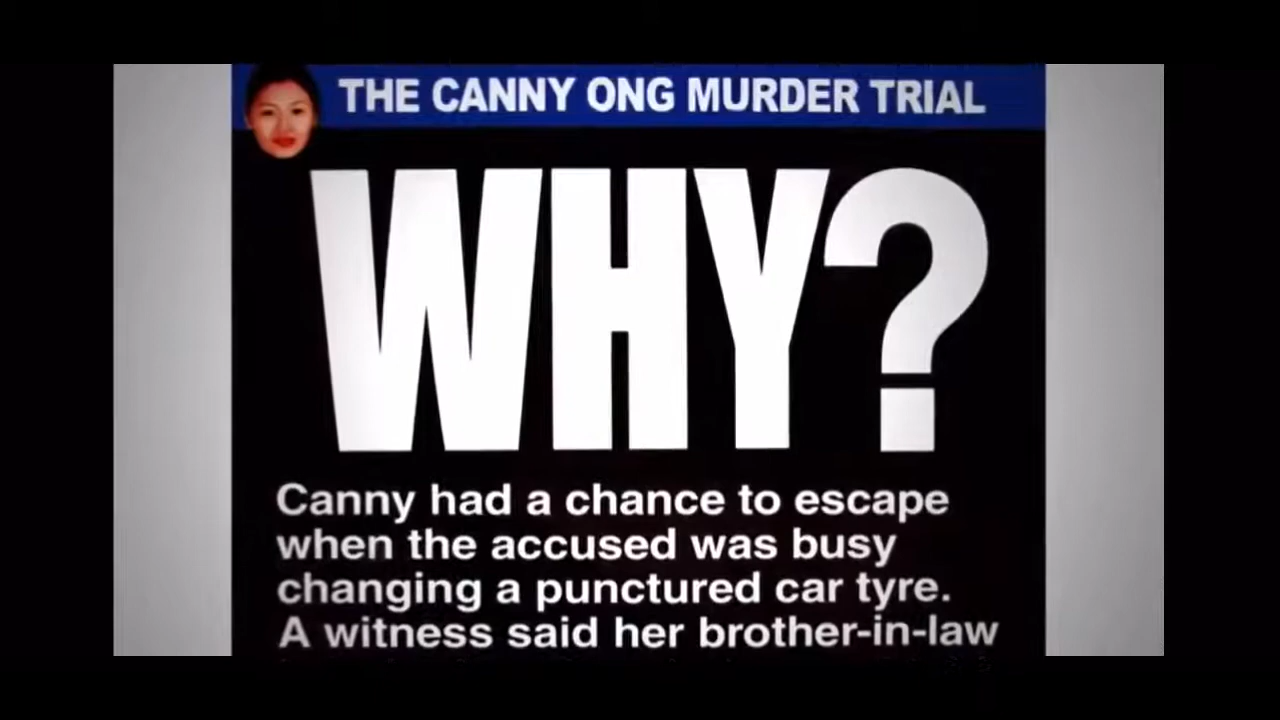 THE CANNY ONG MURDER TRIAL
WHY?
Canny had a chance to escape
when the accused was busy
changing a punctured car tyre.
A witness said her brother-in-law